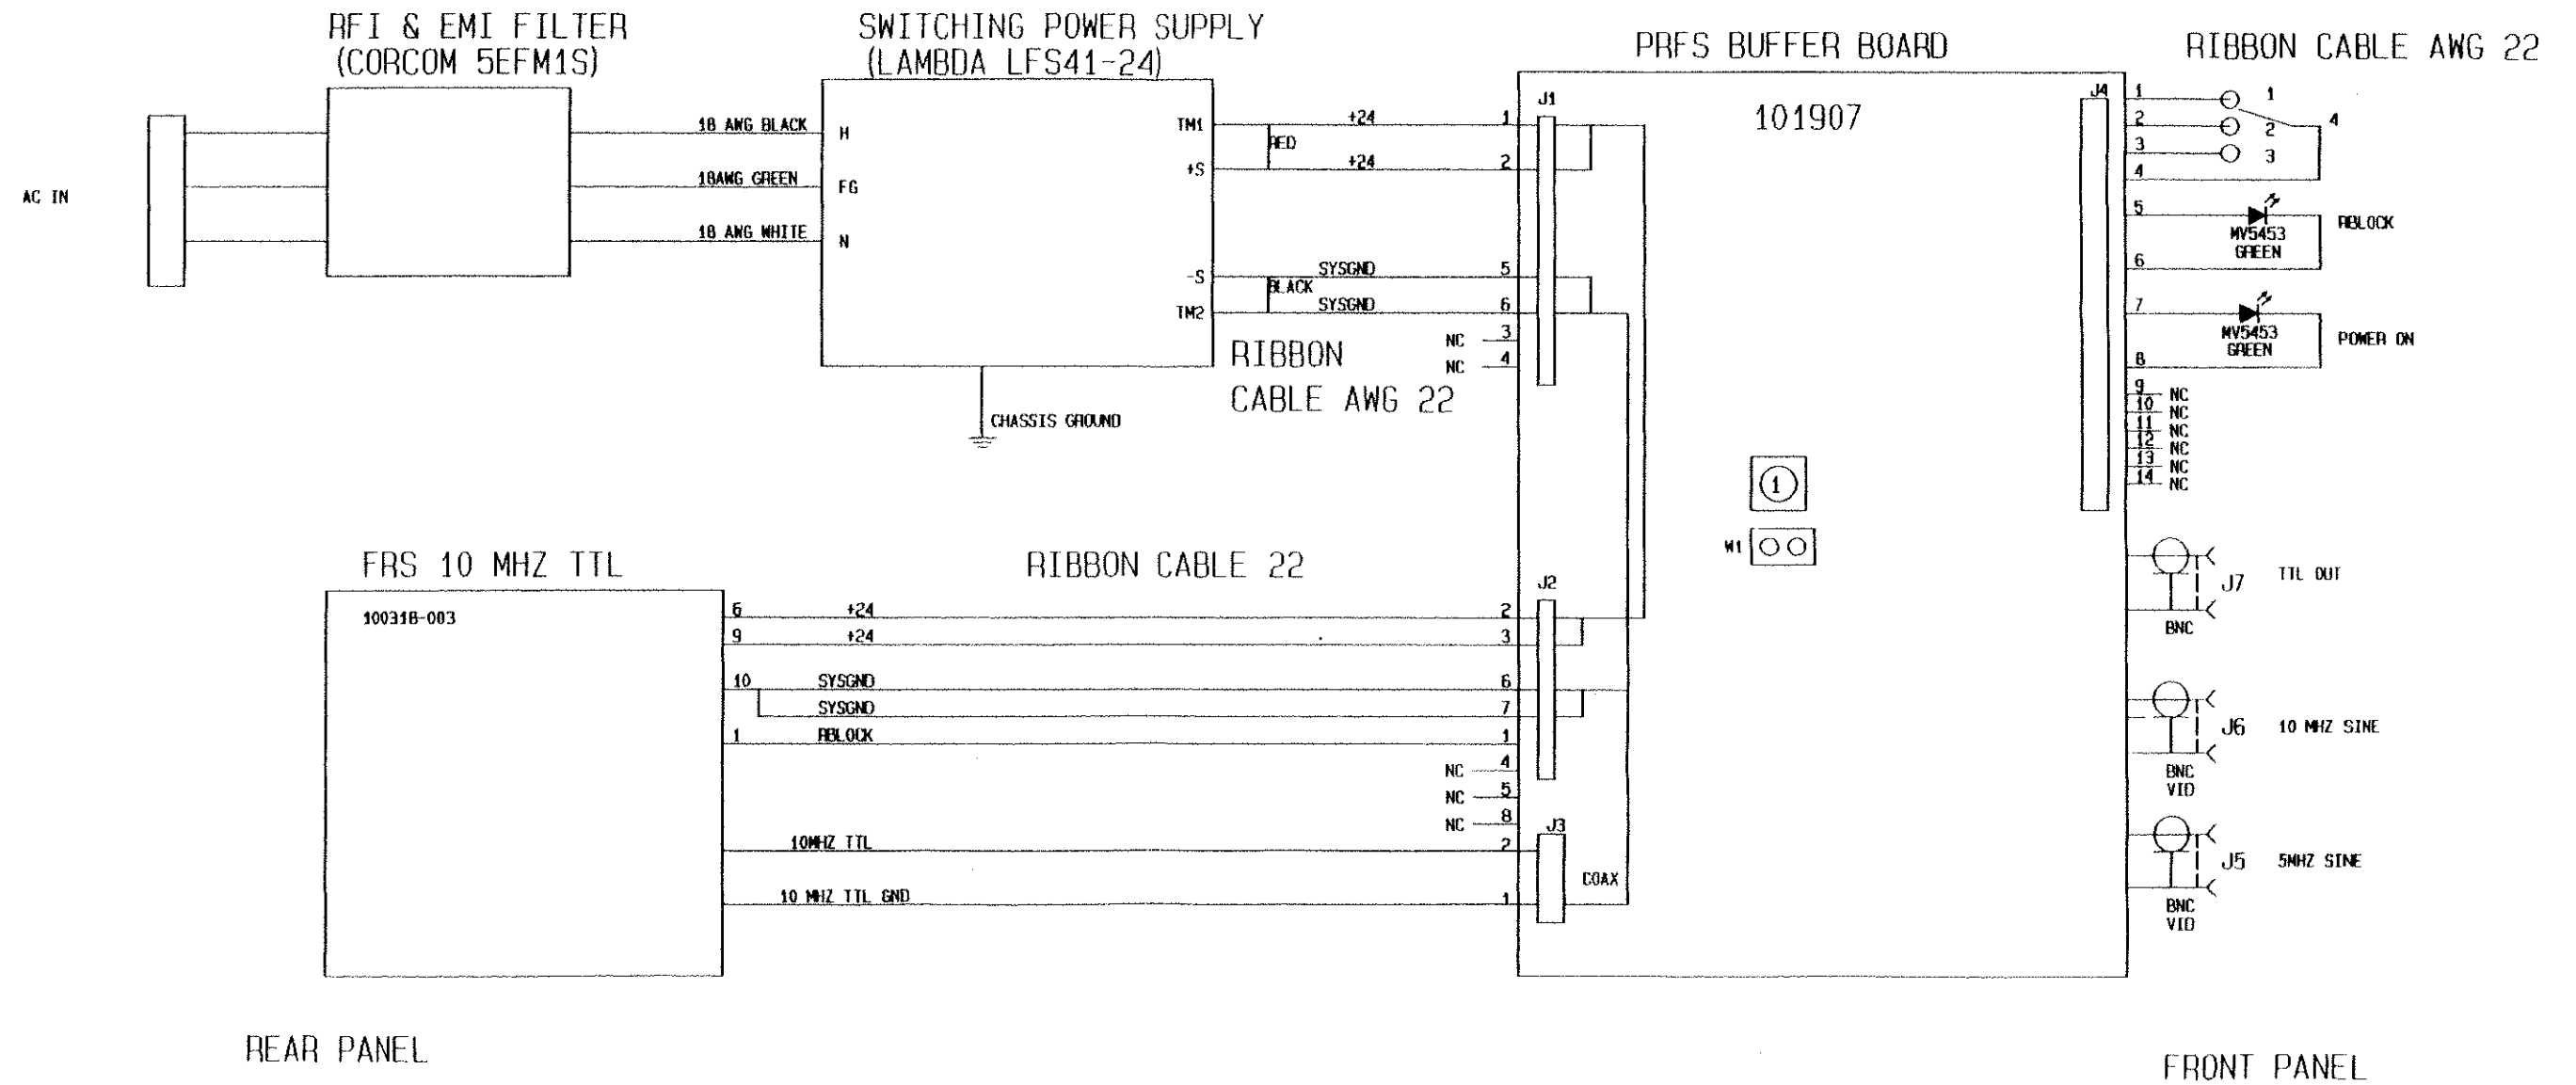 RFI & EMI FILTER
(CORCOM 5EFM1S)
SWITCHING POWER SUPPLY
(LAMBDA LFS41-24)
PRFS BUFFER BOARD
RIBBON CABLE AWG 22
AC IN
18 AWG BLACK
18AWG GREEN
18 AWG WHITE
H
FG
N
TM1
+S
-S
TM2
CHASSIS GROUND
+24
RED
+24
SYSGND
BLACK
SYSGND
RIBBON
CABLE AWG 22
1
2
5
6
NC 3
NC 4
J1
101907
J4
1
2
3
4
1
2
3
4
5
6
MV5453
GREEN
RBLOCK
7
8
MV5453
GREEN
POWER ON
9 NC
10 NC
11 NC
12 NC
13 NC
14 NC
1
W1
FRS 10 MHZ TTL
100318-003
RIBBON CABLE 22
6 +24 2
9 +24 3
10 SYSGND 6
SYSGND 7
1 RBLOCK 1
NC 4
NC 5
NC 8
10MHZ TTL 2
10 MHZ TTL GND 1
J2
J3
COAX
J7 TTL OUT
BNC
J6 10 MHZ SINE
BNC
VID
J5 5MHZ SINE
BNC
VID
REAR PANEL
FRONT PANEL